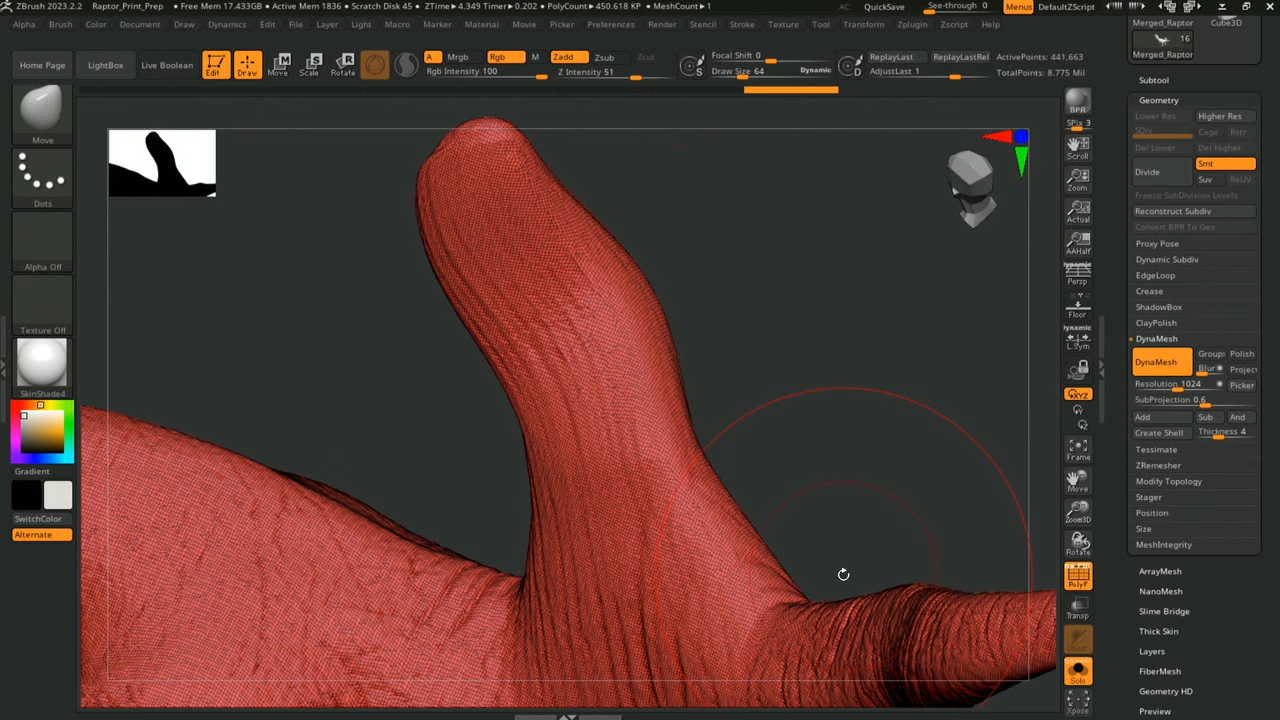 ZBrush 2023.2.2 Raptor_Print_Prep • Free Mem 17.433GB • Active Mem 1836 • Scratch Disk 45 • ZTime▸4.349 Timer▸0.202 • PolyCount▸450.618 KP • MeshCount▸1 AC QuickSave See-through 0 Menus DefaultZScript
Alpha Brush Color Document Draw Dynamics Edit File Layer Light Macro Marker Material Movie Picker Preferences Render Stencil Stroke Texture Tool Transform Zplugin Zscript Help
Merged_Raptor Cube3D
16
Merged_Raptor
Home Page LightBox Live Boolean Edit Draw Move Scale Rotate
A Mrgb Rgb M Zadd Zsub Zcut
Rgb Intensity 100 Z Intensity 51
S Focal Shift 0
Draw Size 64 Dynamic
D ReplayLast ReplayLastRel
AdjustLast 1
ActivePoints: 441,663
TotalPoints: 8.775 Mil
Move
Dots
Alpha Off
Texture Off
SkinShade4
Gradient
SwitchColor
Alternate
BPR
SPix 3
Scroll
Zoom
Actual
AAHalf
Dynamic
Persp
Floor
Dynamic
L.Sym
XYZ
Frame
Move
Zoom3D
Rotate
PolyF
Transp
Ghost
Solo
Xpose
Subtool
Geometry
Lower Res Higher Res
SDiv Cage Rstr
Del Lower Del Higher
Divide Smt
Suv ReUV
Freeze SubDivision Levels
Reconstruct Subdiv
Convert BPR To Geo
Proxy Pose
Dynamic Subdiv
EdgeLoop
Crease
ShadowBox
ClayPolish
DynaMesh
DynaMesh Group Polish
Blur Projec
Resolution 1024 Picker
SubProjection 0.6
Add Sub And
Create Shell Thickness 4
Tessimate
ZRemesher
Modify Topology
Stager
Position
Size
MeshIntegrity
ArrayMesh
NanoMesh
Slime Bridge
Thick Skin
Layers
FiberMesh
Geometry HD
Preview